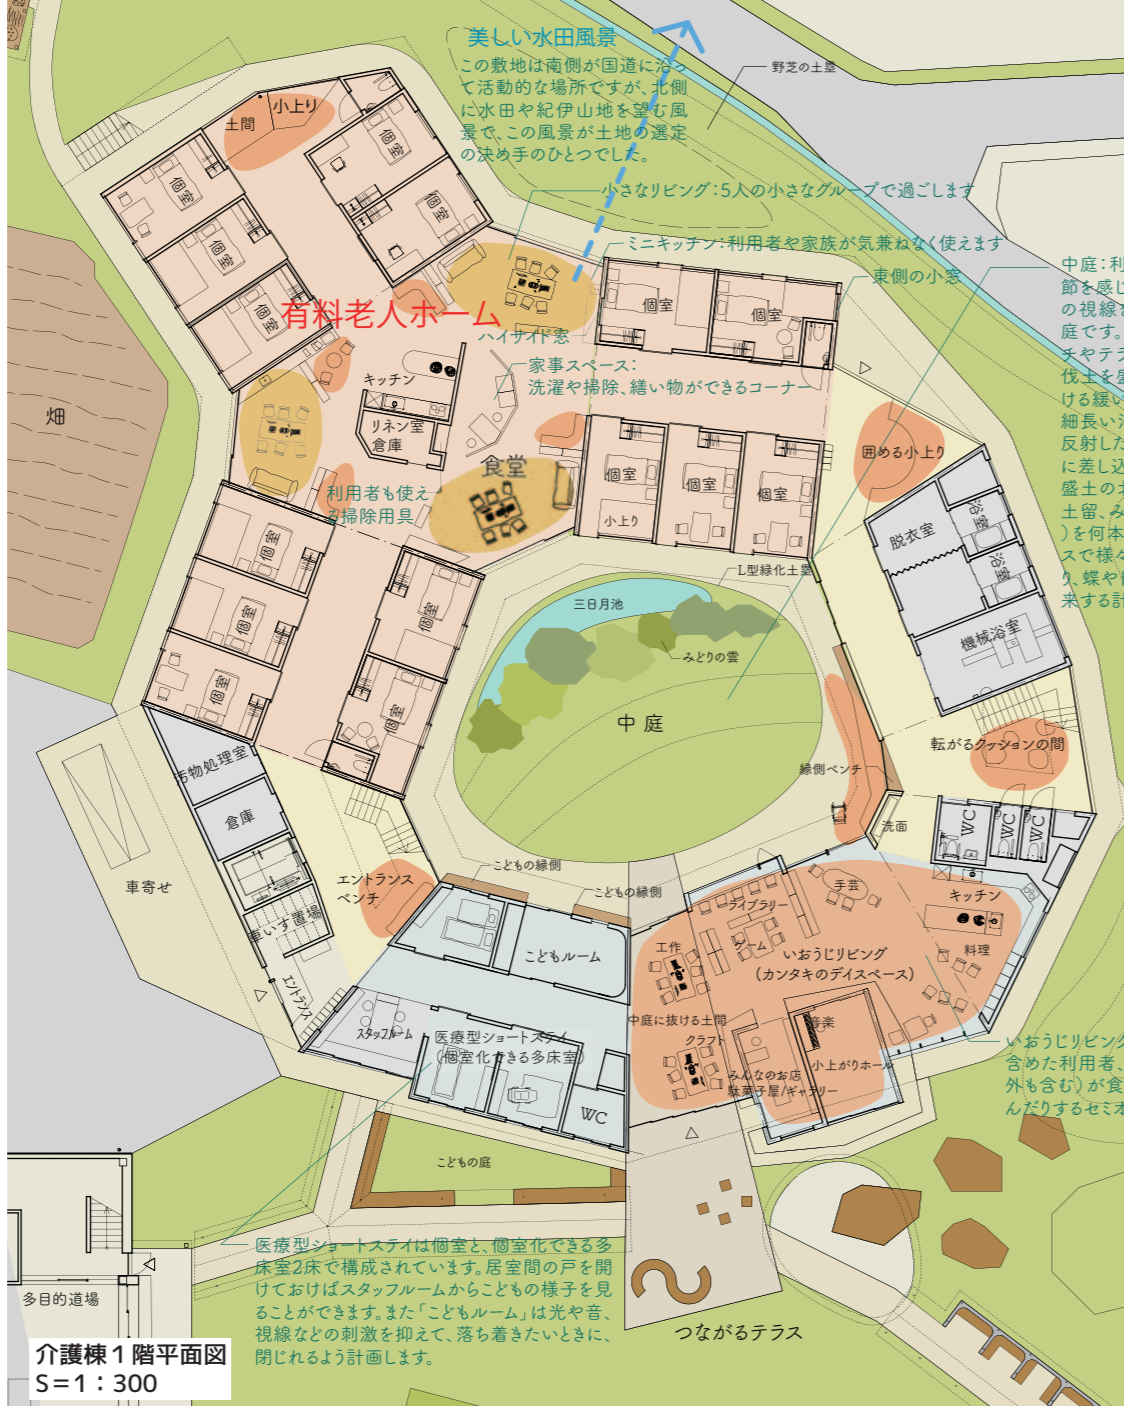 美しい水田風景
この敷地は南側が国道に沿っ
て活動的な場所ですが、北側
に水田や紀伊山地を望む風
景で、この風景が土地の選定
の決め手のひとつでした。
野芝の土塁
小さなリビング：5人の小さなグループで過ごします
ミニキッチン：利用者や家族が気兼ねなく使えます
東側の小窓
中庭：利
節を感じ
の視線を
庭です。
チやテラ
伐土を盛
ける緩い
細長い
反射した
に差し込
盛土の
土留、み
）を何本
スで様々
り、蝶や
来する計
小上り
土間
個室
個室
個室
個室
個室
個室
個室
個室
有料老人ホーム
ハイサイド窓
家事スペース：
洗濯や掃除、繕い物ができるコーナー
キッチン
リネン室
倉庫
畑
食堂
利用者も使え
る掃除用具
個室
個室
個室
小上り
囲める小上り
脱衣室
浴室
浴室
機械浴室
個室
個室
個室
個室
個室
L型緑化土塁
三日月池
みどりの雲
中庭
転がるクッションの間
縁側ベンチ
洗面
WC
WC
WC
汚物処理室
倉庫
車寄せ
車いす置場
エントランス
エントランス
ベンチ
こどもの縁側
こどもの縁側
こどもルーム
スタッフルーム
医療型ショートステイ
（個室化できる多床室）
WC
手芸
ライブラリー
キッチン
工作
ゲーム
いおうじリビング
（カンタキのデイスペース）
料理
中庭に抜ける土間
クラフト
音楽
小上がりホール
みんなのお店
駄菓子屋/ギャラリー
いおうじリビング
含めた利用者、
外も含む）が食
んだりするセミオ
こどもの庭
医療型ショートステイは個室と、個室化できる多
床室2床で構成されています。居室間の戸を開
けておけばスタッフルームからこどもの様子を見
ることができます。また「こどもルーム」は光や音、
視線などの刺激を抑えて、落ち着きたいときに、
閉じれるよう計画します。
つながるテラス
多目的道場
介護棟１階平面図
S＝1：300